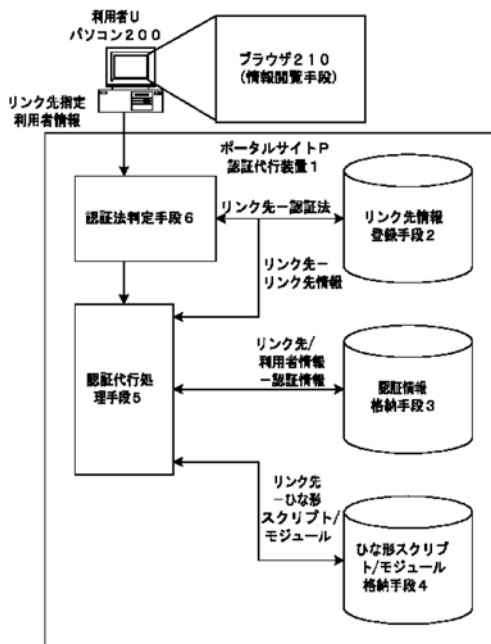 利用者U
パソコン200
ブラウザ210
(情報閲覧手段)
リンク先指定
利用者情報
ポータルサイトP
認証代行装置1
認証法判定手段6
リンク先－認証法
リンク先情報
登録手段2
リンク先－
リンク先情報
認証代行処
理手段5
リンク先/
利用者情報
－認証情報
認証情報
格納手段3
リンク先
－ひな形
スクリプト/
モジュール
ひな形スクリプ
ト/モジュール
格納手段4